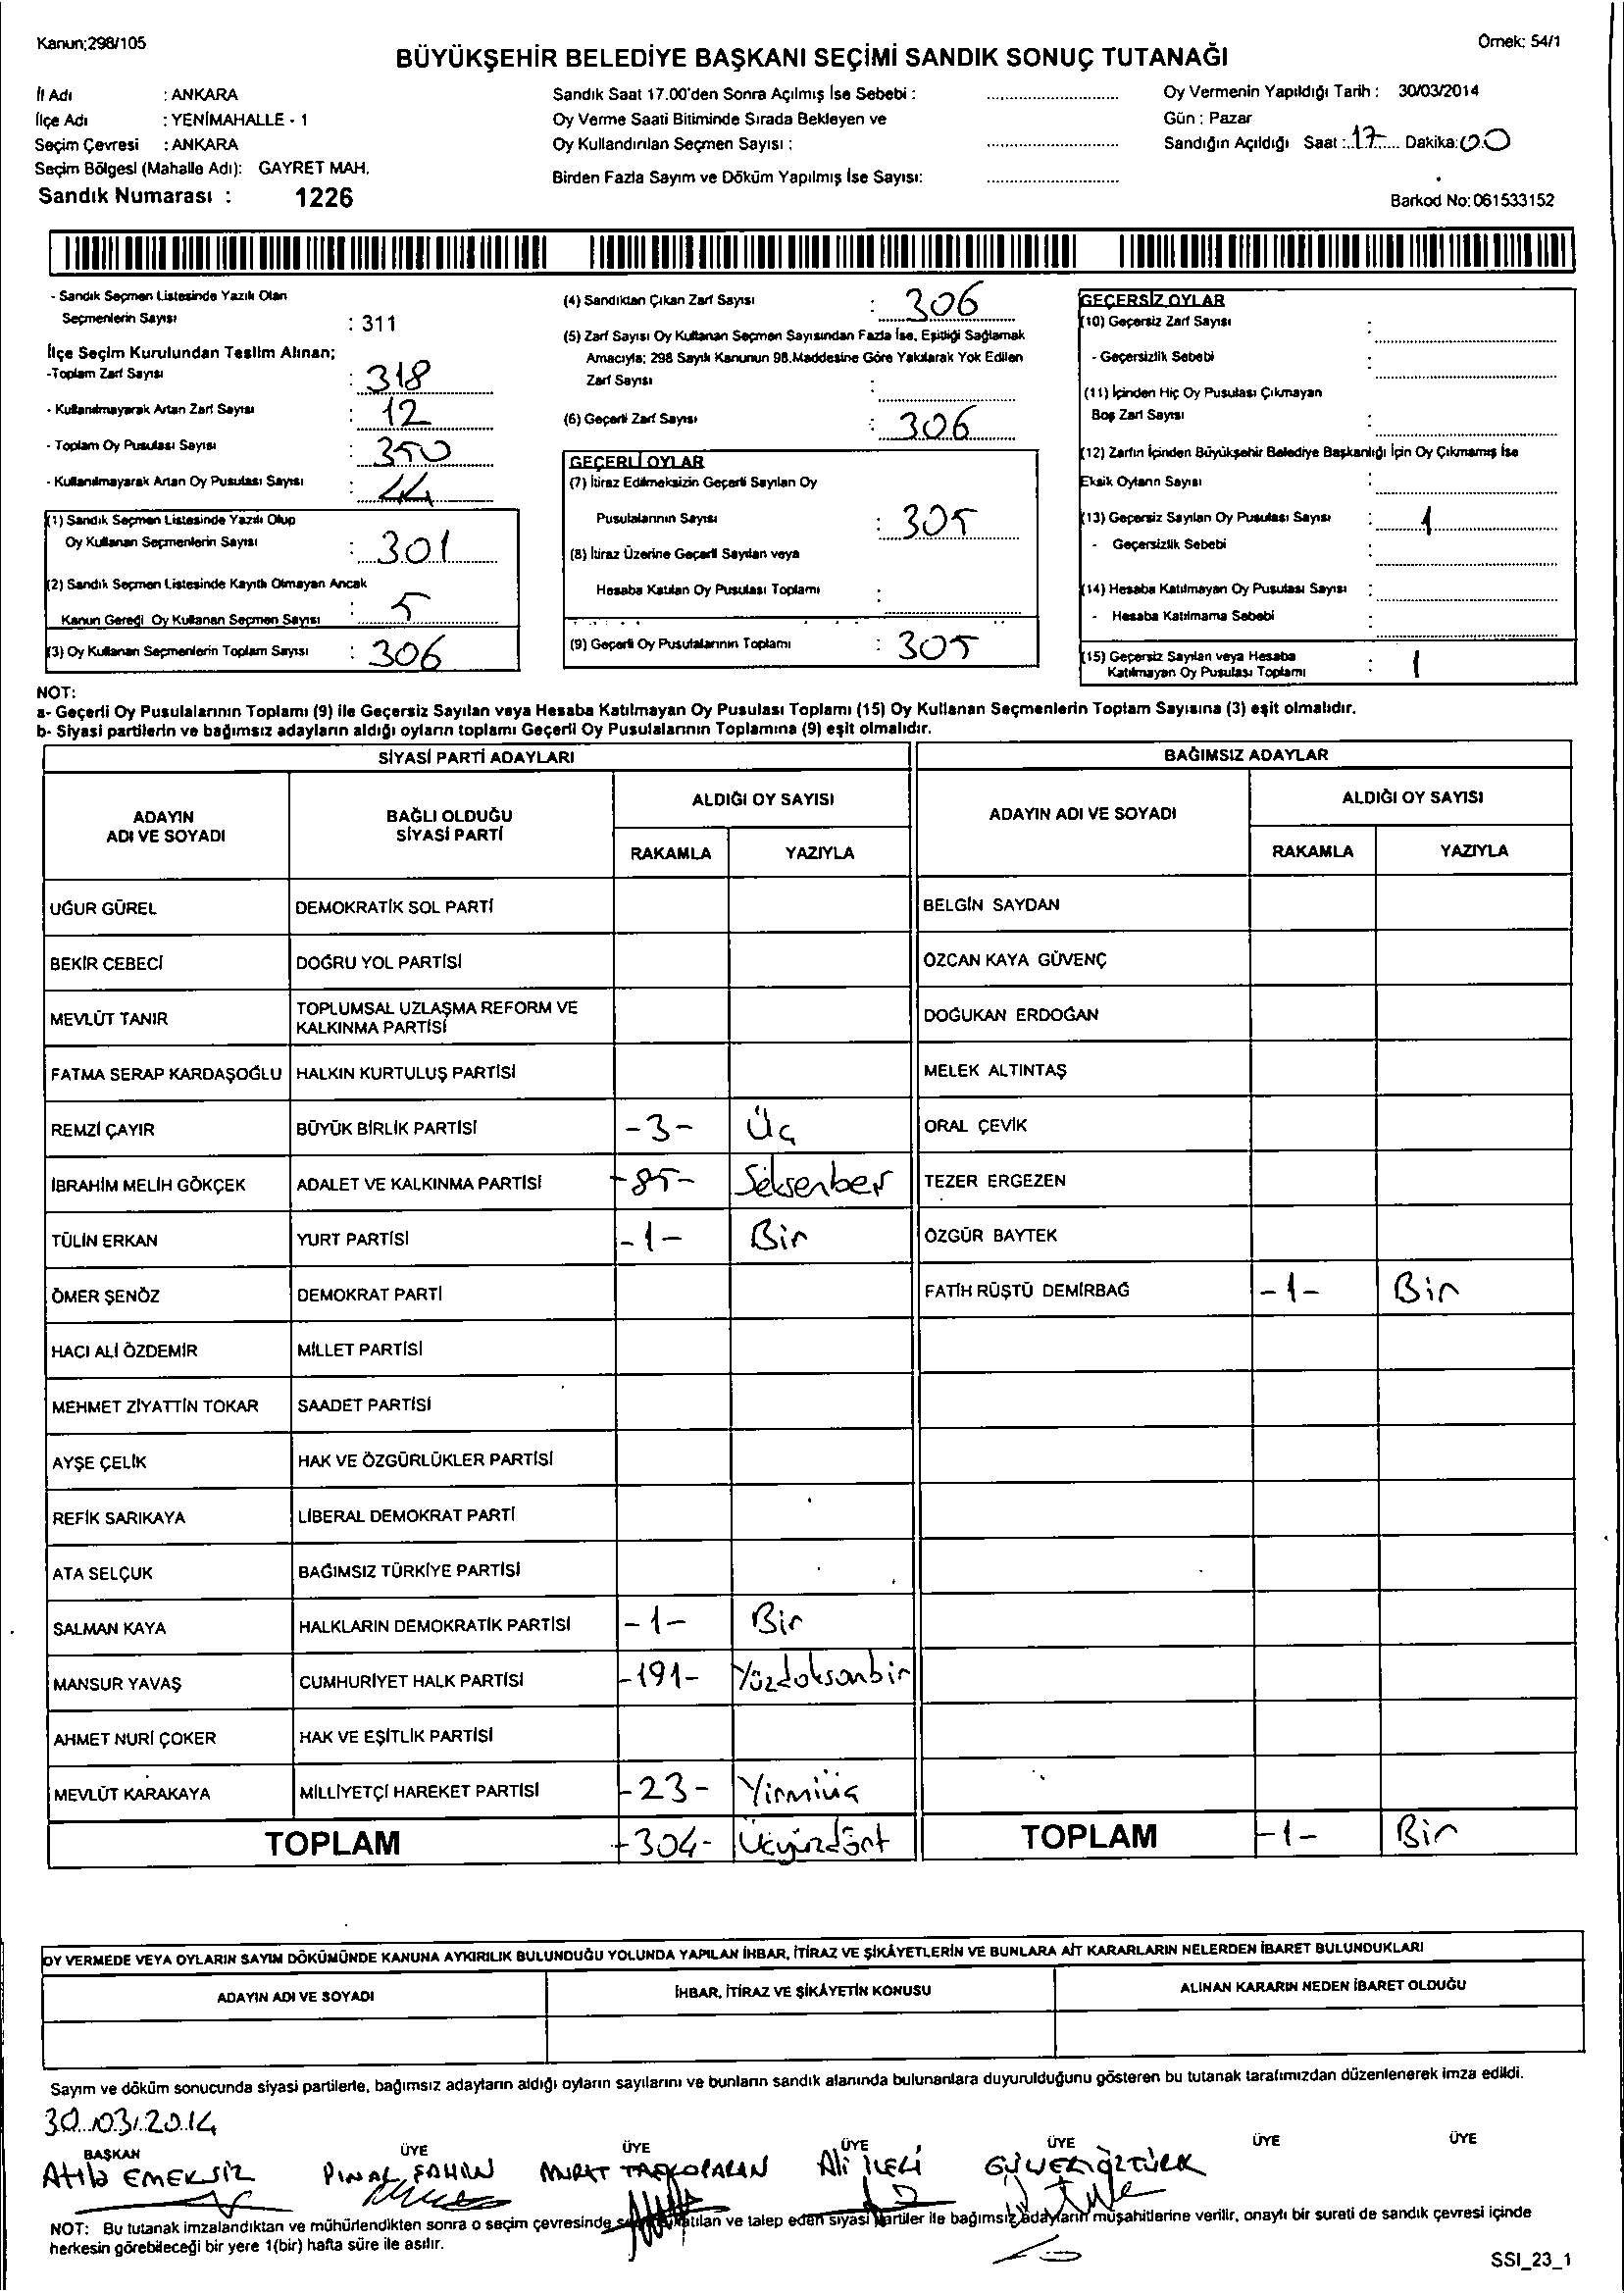 Kanun;298/105
Örnek: 54/1
BÜYÜKŞEHİR BELEDİYE BAŞKANI SEÇİMİ SANDIK SONUÇ TUTANAĞI
İl Adı : ANKARA
İlçe Adı : YENİMAHALLE - 1
Seçim Çevresi : ANKARA
Seçim Bölgesi (Mahalle Adı): GAYRET MAH.
Sandık Numarası : 1226
Sandık Saat 17.00'den Sonra Açılmış İse Sebebi :
Oy Verme Saati Bitiminde Sırada Bekleyen ve
Oy Kullandırılan Seçmen Sayısı :
Birden Fazla Sayım ve Döküm Yapılmış İse Sayısı:
Oy Vermenin Yapıldığı Tarih : 30/03/2014
Gün : Pazar
Sandığın Açıldığı Saat : 17 Dakika: 00
Barkod No: 061533152
- Sandık Seçmen Listesinde Yazılı Olan
Seçmenlerin Sayısı : 311
İlçe Seçim Kurulundan Teslim Alınan;
-Toplam Zarf Sayısı : 318
- Kullanılmayarak Artan Zarf Sayısı : 12
- Toplam Oy Pusulası Sayısı : 350
- Kullanılmayarak Artan Oy Pusulası Sayısı : 44
(1) Sandık Seçmen Listesinde Yazılı Olup
Oy Kullanan Seçmenlerin Sayısı : 301
(2) Sandık Seçmen Listesinde Kayıtlı Olmayan Ancak
Kanun Gereği Oy Kullanan Seçmen Sayısı : 5
(3) Oy Kullanan Seçmenlerin Toplam Sayısı : 306
(4) Sandıktan Çıkan Zarf Sayısı : 306
(5) Zarf Sayısı Oy Kullanan Seçmen Sayısından Fazla İse, Eşitliği Sağlamak
Amacıyla; 298 Sayılı Kanunun 98.Maddesine Göre Yakılarak Yok Edilen
Zarf Sayısı :
(6) Geçerli Zarf Sayısı : 306
GEÇERLİ OYLAR
(7) İtiraz Edilmeksizin Geçerli Sayılan Oy
Pusulalarının Sayısı : 305
(8) İtiraz Üzerine Geçerli Sayılan veya
Hesaba Katılan Oy Pusulası Toplamı :
(9) Geçerli Oy Pusulalarının Toplamı : 305
GEÇERSİZ OYLAR
(10) Geçersiz Zarf Sayısı :
- Geçersizlik Sebebi :
(11) İçinden Hiç Oy Pusulası Çıkmayan
Boş Zarf Sayısı :
(12) Zarfın İçinden Büyükşehir Belediye Başkanlığı İçin Oy Çıkmamış İse
Eksik Oyların Sayısı :
(13) Geçersiz Sayılan Oy Pusulası Sayısı : 1
- Geçersizlik Sebebi :
(14) Hesaba Katılmayan Oy Pusulası Sayısı :
- Hesaba Katılmama Sebebi :
(15) Geçersiz Sayılan veya Hesaba
Katılmayan Oy Pusulası Toplamı : 1
NOT:
a- Geçerli Oy Pusulalarının Toplamı (9) ile Geçersiz Sayılan veya Hesaba Katılmayan Oy Pusulası Toplamı (15) Oy Kullanan Seçmenlerin Toplam Sayısına (3) eşit olmalıdır.
b- Siyasi partilerin ve bağımsız adayların aldığı oyların toplamı Geçerli Oy Pusulalarının Toplamına (9) eşit olmalıdır.
SİYASİ PARTİ ADAYLARI
BAĞIMSIZ ADAYLAR
ADAYIN ADI VE SOYADI
BAĞLI OLDUĞU SİYASİ PARTİ
ALDIĞI OY SAYISI
RAKAMLA YAZIYLA
ADAYIN ADI VE SOYADI
ALDIĞI OY SAYISI
RAKAMLA YAZIYLA
UĞUR GÜREL DEMOKRATİK SOL PARTİ BELGİN SAYDAN
BEKİR CEBECİ DOĞRU YOL PARTİSİ ÖZCAN KAYA GÜVENÇ
MEVLÜT TANIR TOPLUMSAL UZLAŞMA REFORM VE KALKINMA PARTİSİ DOĞUKAN ERDOĞAN
FATMA SERAP KARDAŞOĞLU HALKIN KURTULUŞ PARTİSİ MELEK ALTINTAŞ
REMZİ ÇAYIR BÜYÜK BİRLİK PARTİSİ -3- Üç ORAL ÇEVİK
İBRAHİM MELİH GÖKÇEK ADALET VE KALKINMA PARTİSİ -85- Seksenbeş TEZER ERGEZEN
TÜLİN ERKAN YURT PARTİSİ -1- Bir ÖZGÜR BAYTEK
ÖMER ŞENÖZ DEMOKRAT PARTİ FATİH RÜŞTÜ DEMİRBAĞ -1- Bir
HACI ALİ ÖZDEMİR MİLLET PARTİSİ
MEHMET ZİYATTİN TOKAR SAADET PARTİSİ
AYŞE ÇELİK HAK VE ÖZGÜRLÜKLER PARTİSİ
REFİK SARIKAYA LİBERAL DEMOKRAT PARTİ
ATA SELÇUK BAĞIMSIZ TÜRKİYE PARTİSİ
SALMAN KAYA HALKLARIN DEMOKRATİK PARTİSİ -1- Bir
MANSUR YAVAŞ CUMHURİYET HALK PARTİSİ -191- Yüzdoksanbir
AHMET NURİ ÇOKER HAK VE EŞİTLİK PARTİSİ
MEVLÜT KARAKAYA MİLLİYETÇİ HAREKET PARTİSİ -23- Yirmiüç
TOPLAM -304- Üçyüzdört TOPLAM -1- Bir
OY VERMEDE VEYA OYLARIN SAYIM DÖKÜMÜNDE KANUNA AYKIRILIK BULUNDUĞU YOLUNDA YAPILAN İHBAR, İTİRAZ VE ŞİKÂYETLERİN VE BUNLARA AİT KARARLARIN NELERDEN İBARET BULUNDUKLARI
ADAYIN ADI VE SOYADI İHBAR, İTİRAZ VE ŞİKÂYETİN KONUSU ALINAN KARARIN NEDEN İBARET OLDUĞU
Sayım ve döküm sonucunda siyasi partilerle, bağımsız adayların aldığı oyların sayılarını ve bunların sandık alanında bulunanlara duyurulduğunu gösteren bu tutanak tarafımızdan düzenlenerek imza edildi.
30.03.2014
BAŞKAN ÜYE ÜYE ÜYE ÜYE ÜYE ÜYE
Atila EMEKSİZ PINAR ŞAHİN MURAT TAŞKOPARAN Ali İLERİ GÜVEN ÖZTÜRK
NOT: Bu tutanak imzalandıktan ve mühürlendikten sonra o seçim çevresinde katılan ve talep eden siyasi partiler ile bağımsız adayların müşahitlerine verilir, onaylı bir sureti de sandık çevresi içinde
herkesin görebileceği bir yere 1(bir) hafta süre ile asılır.
SSI_23_1